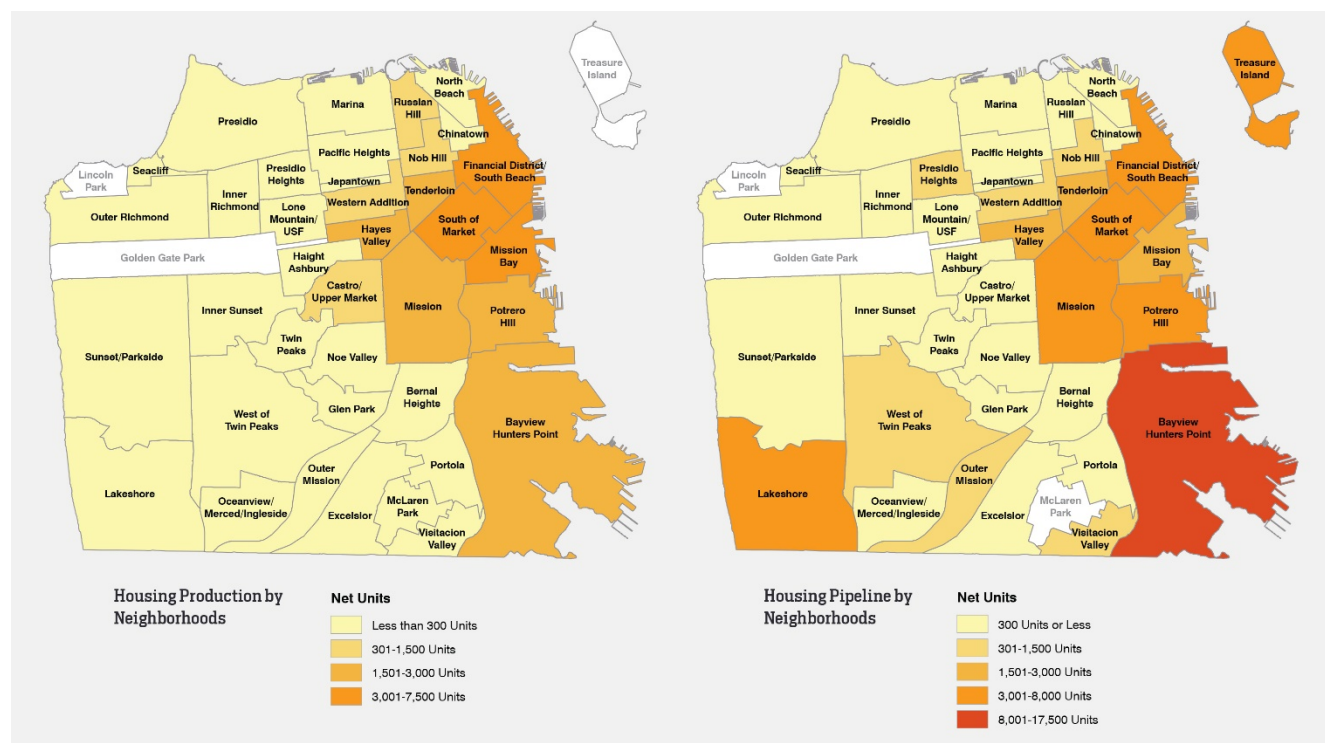 Treasure
Island
North
Beach
Marina
Russian
Hill
Presidio
Chinatown
Pacific Heights
Nob Hill
Lincoln
Park
Seacliff
Presidio
Heights
Financial District/
South Beach
Japantown
Tenderloin
Inner
Richmond
Western Addition
Outer Richmond
Lone
Mountain/
USF
South of
Market
Hayes
Valley
Golden Gate Park
Mission
Bay
Haight
Ashbury
Castro/
Upper Market
Inner Sunset
Mission
Potrero
Hill
Twin
Peaks
Sunset/Parkside
Noe Valley
Bernal
Heights
Glen Park
West of
Twin Peaks
Bayview
Hunters Point
Outer
Mission
Portola
Lakeshore
McLaren
Park
Oceanview/
Merced/Ingleside
Excelsior
Visitacion
Valley
Housing Production by
Neighborhoods
Net Units
Less than 300 Units
301-1,500 Units
1,501-3,000 Units
3,001-7,500 Units
Treasure
Island
North
Beach
Marina
Russian
Hill
Presidio
Chinatown
Pacific Heights
Nob Hill
Lincoln
Park
Seacliff
Presidio
Heights
Financial District/
South Beach
Japantown
Tenderloin
Inner
Richmond
Western Addition
Outer Richmond
Lone
Mountain/
USF
South of
Market
Hayes
Valley
Golden Gate Park
Mission
Bay
Haight
Ashbury
Castro/
Upper Market
Inner Sunset
Mission
Potrero
Hill
Twin
Peaks
Sunset/Parkside
Noe Valley
Bernal
Heights
Glen Park
West of
Twin Peaks
Bayview
Hunters Point
Outer
Mission
Portola
Lakeshore
McLaren
Park
Oceanview/
Merced/Ingleside
Excelsior
Visitacion
Valley
Housing Pipeline by
Neighborhoods
Net Units
300 Units or Less
301-1,500 Units
1,501-3,000 Units
3,001-8,000 Units
8,001-17,500 Units